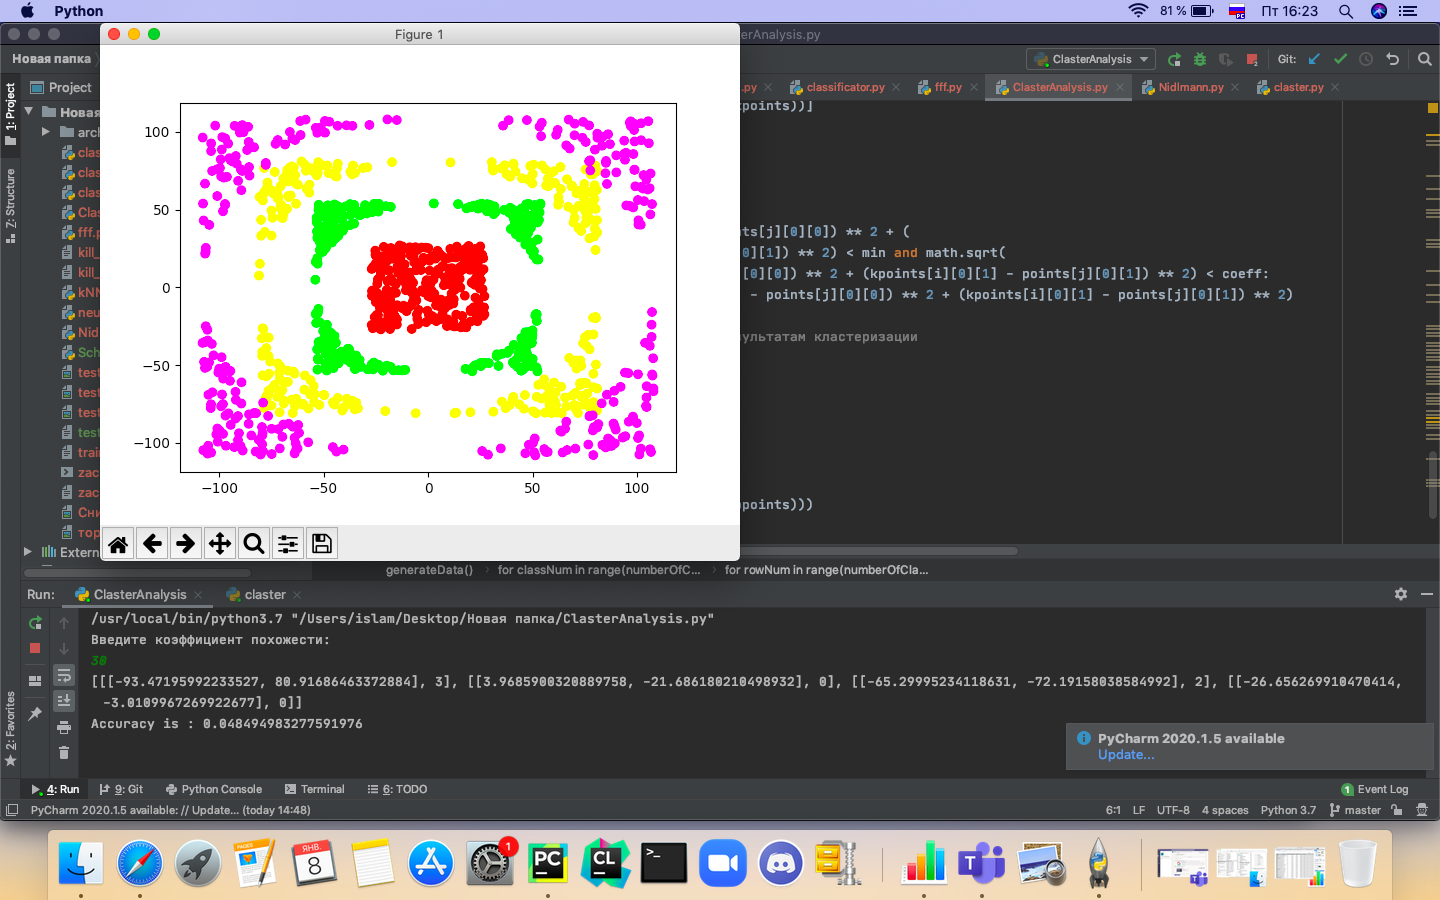 Python
81 %
Пт 16:23
Figure 1
ClasterAnalysis.py
Новая папка
ClasterAnalysis
Git:
Project
.py
classificator.py
fff.py
ClasterAnalysis.py
Nidlmann.py
claster.py
1: Project
Z: Structure
2: Favorites
Новая
arch
clas
clas
clas
Clas
fff.p
kill_
kill_
kNN
neu
Nid
Sch
test
test
test
test
train
zac
zac
Сни
тор
Extern
100
50
0
−50
−100
−100
−50
0
50
100
points))]
nts[j][0][0]) ** 2 + (
0][1]) ** 2) < min and math.sqrt(
[0][0]) ** 2 + (kpoints[i][0][1] - points[j][0][1]) ** 2) < coeff:
- points[j][0][0]) ** 2 + (kpoints[i][0][1] - points[j][0][1]) ** 2)
ультатам кластеризации
points)))
generateData()
for classNum in range(numberOfC...
for rowNum in range(numberOfCla...
Run:
ClasterAnalysis
claster
/usr/local/bin/python3.7 "/Users/islam/Desktop/Новая папка/ClasterAnalysis.py"
Введите коэффициент похожести:
30
[[[-93.47195992233527, 80.91686463372884], 3], [[3.9685900320889758, -21.686180210498932], 0], [[-65.29995234118631, -72.19158038584992], 2], [[-26.656269910470414,
-3.0109967269922677], 0]]
Accuracy is : 0.048494983277591976
PyCharm 2020.1.5 available
Update...
4: Run
9: Git
Python Console
Terminal
6: TODO
1 Event Log
PyCharm 2020.1.5 available: // Update... (today 14:48)
6:1
LF
UTF-8
4 spaces
Python 3.7
master
ЯНВ.
8
1
PC
CL
>_
T